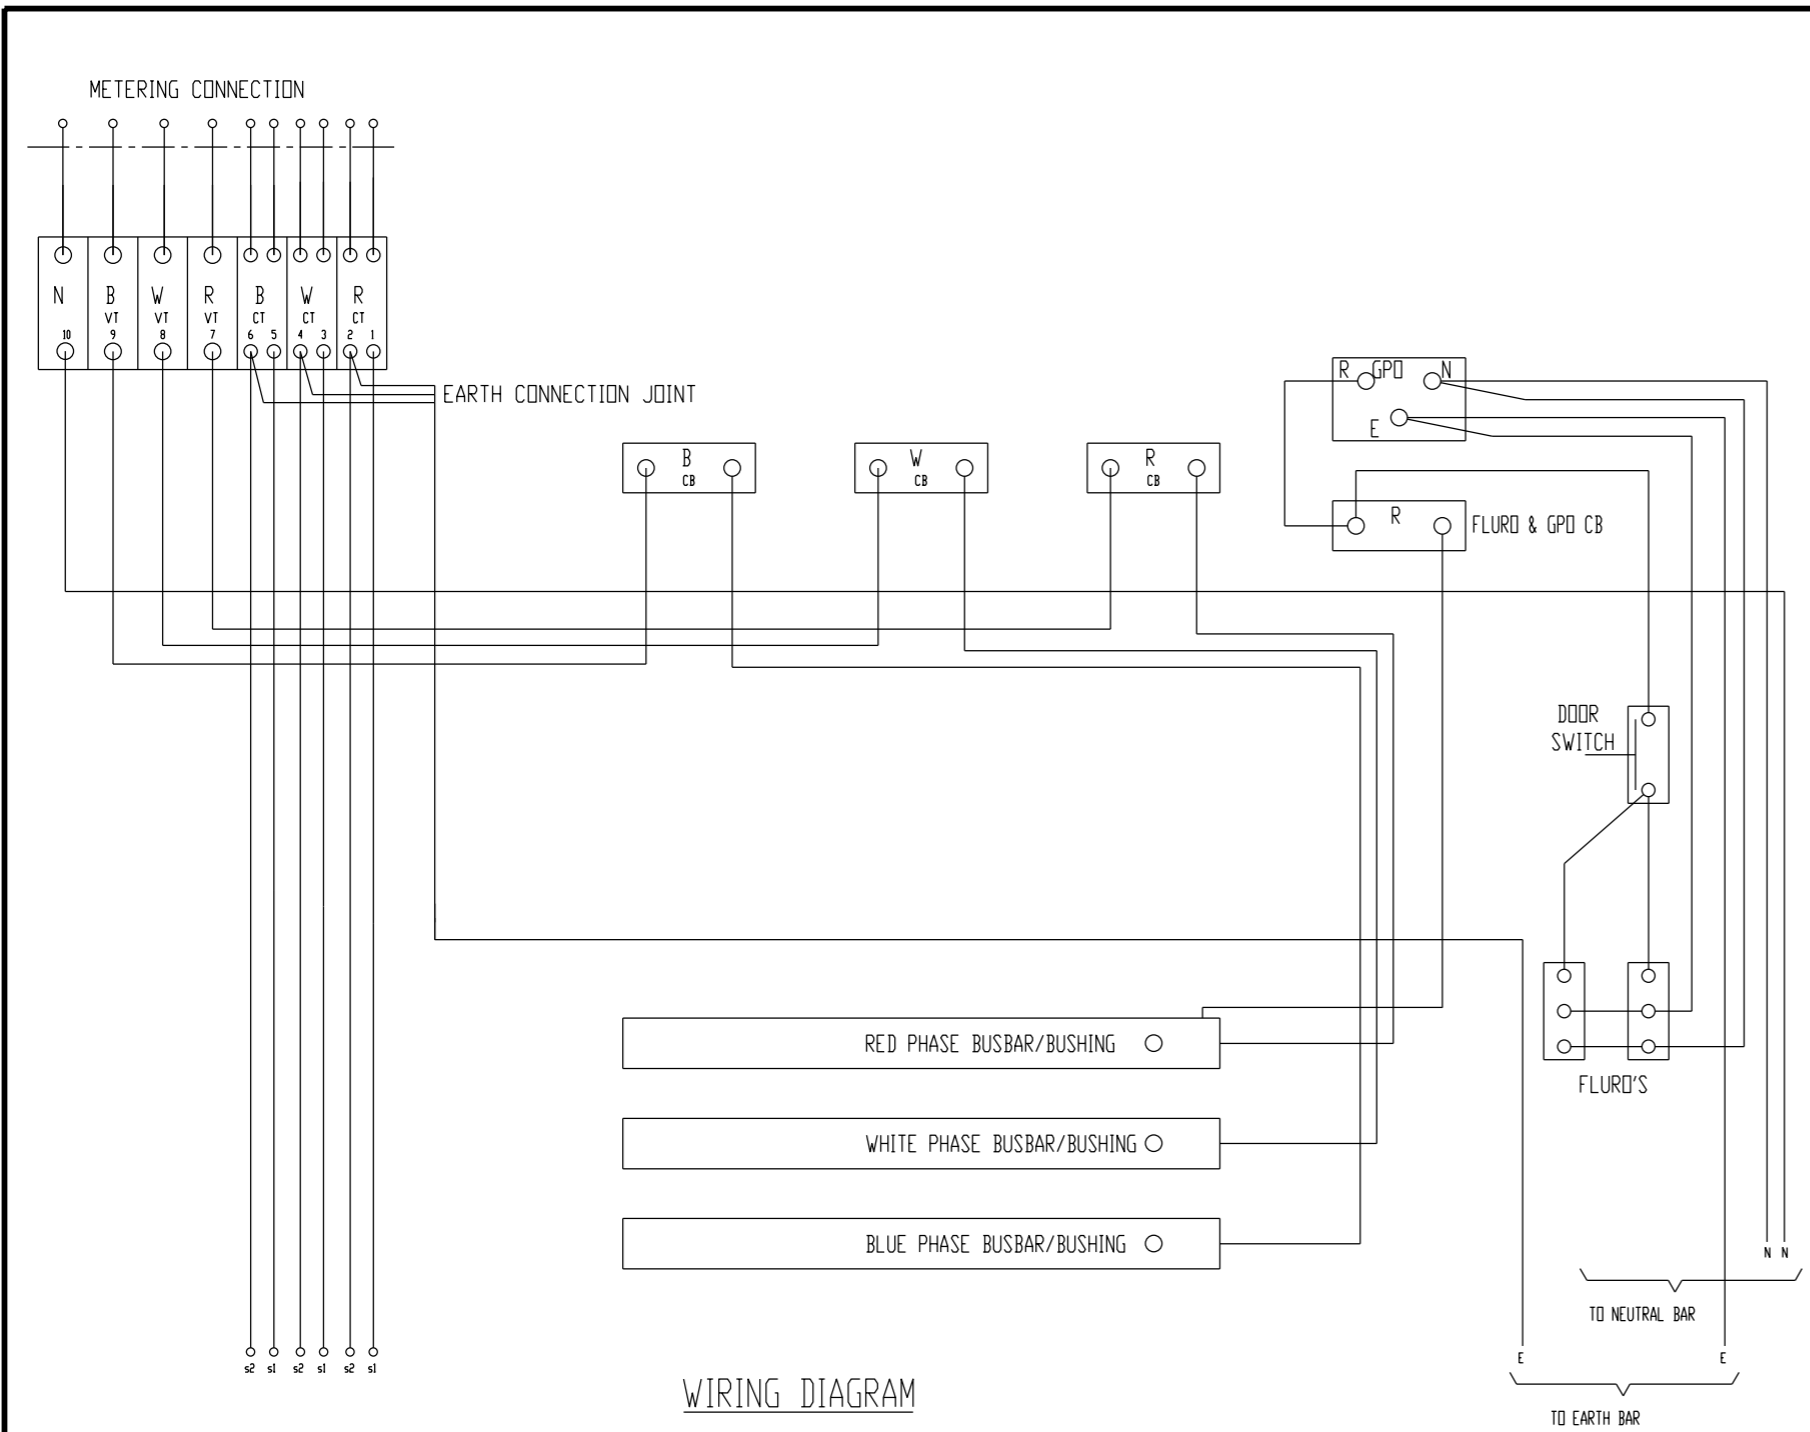 METERING CONNECTION
N B W R B W R
VT VT VT CT CT CT
10 9 8 7 6 5 4 3 2 1
EARTH CONNECTION JOINT
R GPO N
E
B
CB
W
CB
R
CB
R
FLURO & GPO CB
DOOR
SWITCH
RED PHASE BUSBAR/BUSHING
FLURO'S
WHITE PHASE BUSBAR/BUSHING
BLUE PHASE BUSBAR/BUSHING
N N
TO NEUTRAL BAR
s2 s1 s2 s1 s2 s1
E E
WIRING DIAGRAM
TO EARTH BAR